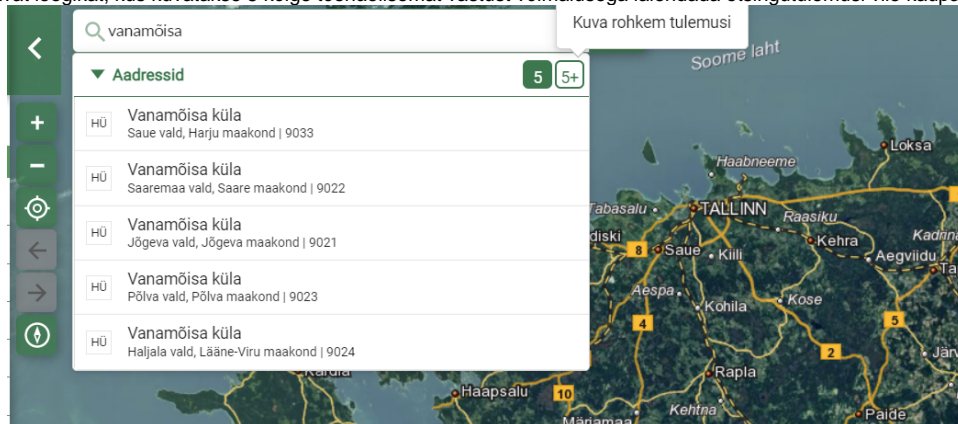 Kuva rohkem tulemusi
vanamõisa
Aadressid
5 5+
HÜ Vanamõisa küla
Saue vald, Harju maakond | 9033
HÜ Vanamõisa küla
Saaremaa vald, Saare maakond | 9022
HÜ Vanamõisa küla
Jõgeva vald, Jõgeva maakond | 9021
HÜ Vanamõisa küla
Põlva vald, Põlva maakond | 9023
HÜ Vanamõisa küla
Haljala vald, Lääne-Viru maakond | 9024
Soome laht
Loksa
Haabneeme
Tabasalu
TALLINN
Raasiku
diski
8
Saue
Kiili
Kehra
Aegviidu
Aespa
Kohila
Kose
4
5
2
Rapla
Haapsalu
10
Kehtna
Paide